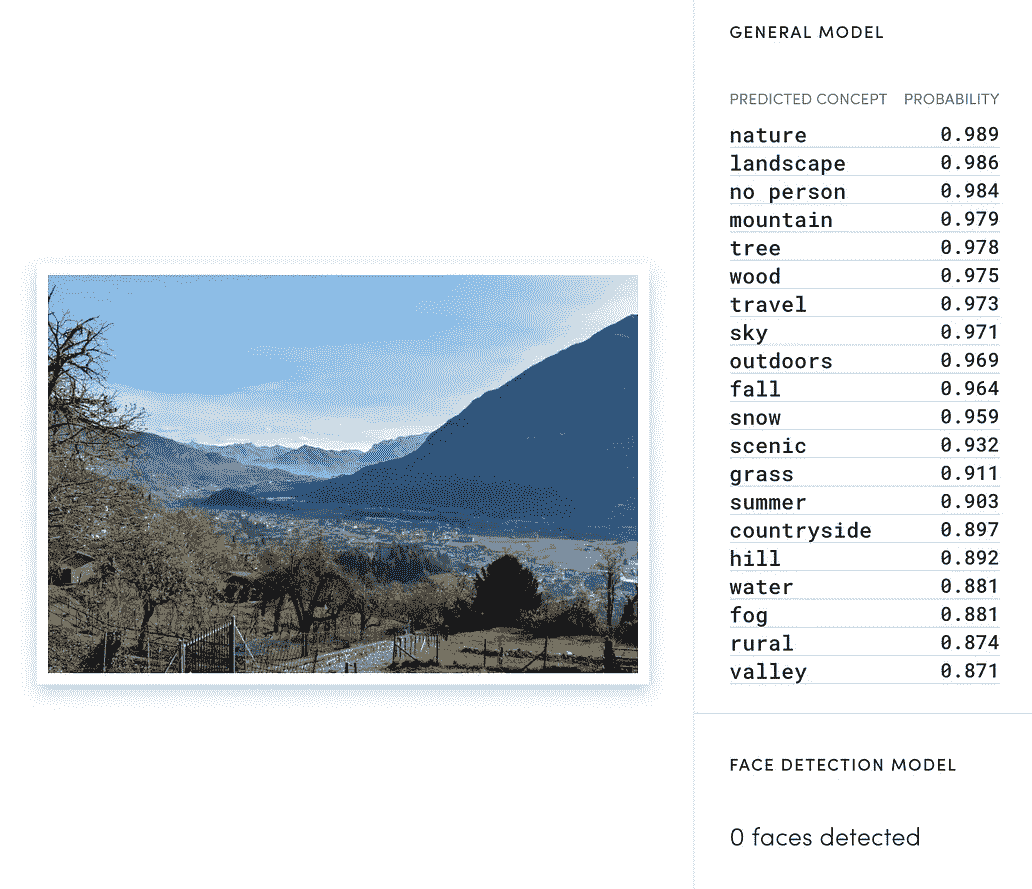 GENERAL MODEL
PREDICTED CONCEPT PROBABILITY
nature 0.989
landscape 0.986
no person 0.984
mountain 0.979
tree 0.978
wood 0.975
travel 0.973
sky 0.971
outdoors 0.969
fall 0.964
snow 0.959
scenic 0.932
grass 0.911
summer 0.903
countryside 0.897
hill 0.892
water 0.881
fog 0.881
rural 0.874
valley 0.871
FACE DETECTION MODEL
0 faces detected